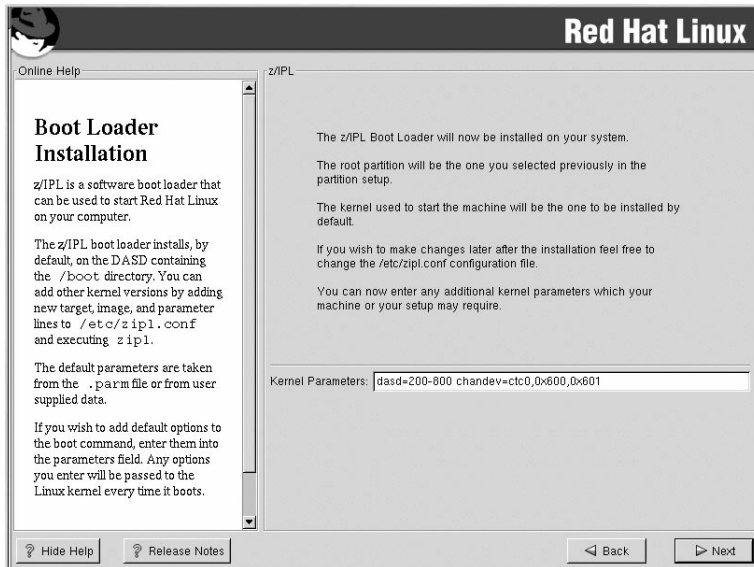 Red Hat Linux
Online Help
Boot Loader
Installation
z/IPL is a software boot loader that
can be used to start Red Hat Linux
on your computer.
The z/IPL boot loader installs, by
default, on the DASD containing
the /boot directory. You can
add other kernel versions by adding
new target, image, and parameter
lines to /etc/zipl.conf
and executing zipl.
The default parameters are taken
from the .parm file or from user
supplied data.
If you wish to add default options to
the boot command, enter them into
the parameters field. Any options
you enter will be passed to the
Linux kernel every time it boots.
z/IPL
The z/IPL Boot Loader will now be installed on your system.
The root partition will be the one you selected previously in the
partition setup.
The kernel used to start the machine will be the one to be installed by
default.
If you wish to make changes later after the installation feel free to
change the /etc/zipl.conf configuration file.
You can now enter any additional kernel parameters which your
machine or your setup may require.
Kernel Parameters: dasd=200-800 chandev=ctc0,0x600,0x601
Hide Help
Release Notes
Back
Next